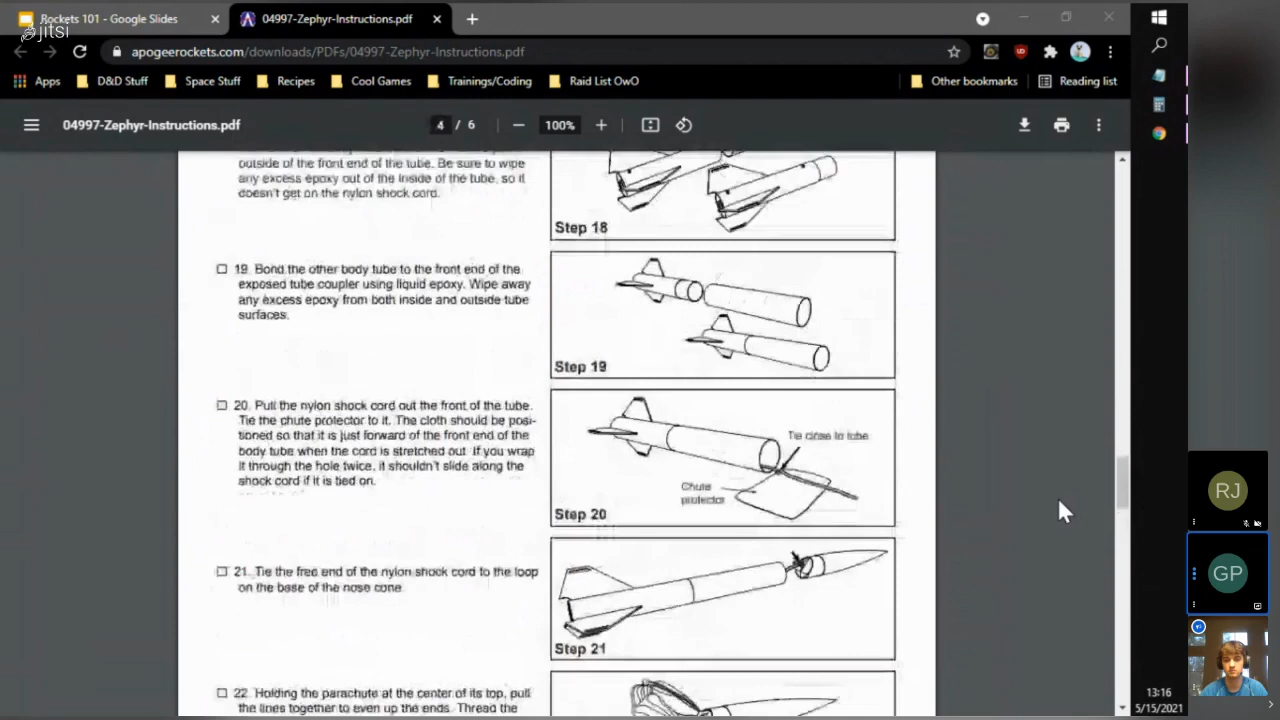 Rockets 101 - Google Slides
04997-Zephyr-Instructions.pdf
jitsi
apogeerockets.com/downloads/PDFs/04997-Zephyr-Instructions.pdf
Apps
D&D Stuff
Space Stuff
Recipes
Cool Games
Trainings/Coding
Raid List OwO
Other bookmarks
Reading list
04997-Zephyr-Instructions.pdf
4 / 6
100%
outside of the front end of the tube. Be sure to wipe
any excess epoxy out of the inside of the tube, so it
doesn't get on the nylon shock cord.
Step 18
19. Bond the other body tube to the front end of the
exposed tube coupler using liquid epoxy. Wipe away
any excess epoxy from both inside and outside tube
surfaces.
Step 19
20. Pull the nylon shock cord out the front of the tube.
Tie the chute protector to it. The cloth should be posi-
tioned so that it is just forward of the front end of the
body tube when the cord is stretched out. If you wrap
it through the hole twice, it shouldn't slide along the
shock cord if it is tied on.
Tie close to tube
Chute
protector
Step 20
21. Tie the free end of the nylon shock cord to the loop
on the base of the nose cone
Step 21
22. Holding the parachute at the center of its top, pull
the lines together to even up the ends. Thread the
RJ
GP
13:16
5/15/2021